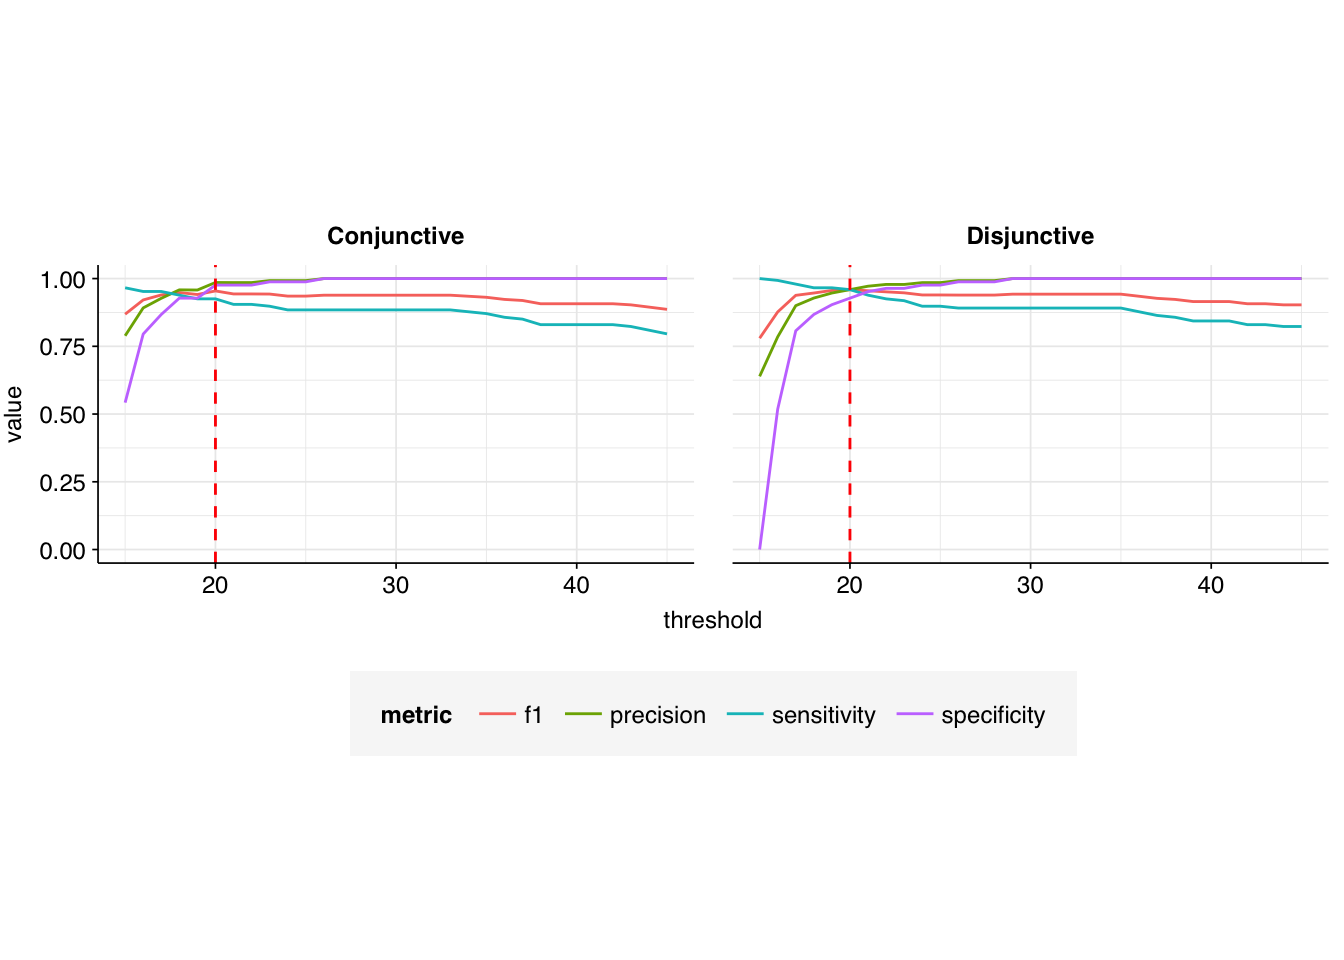 Conjunctive Disjunctive
1.00
0.75
0.50
0.25
0.00
value
20 30 40 20 30 40
threshold
metric f1 precision sensitivity specificity